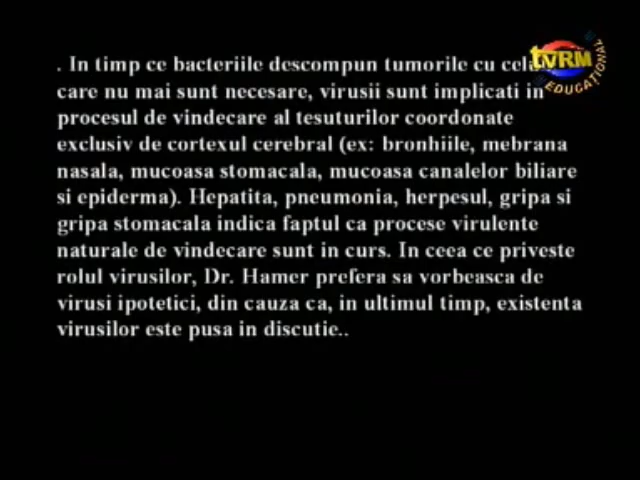 . In timp ce bacteriile descompun tumorile cu
care nu mai sunt necesare, virusii sunt implicati in
procesul de vindecare al tesuturilor coordonate
exclusiv de cortexul cerebral (ex: bronhiile, mebrana
nasala, mucoasa stomacala, mucoasa canalelor biliare
si epiderma). Hepatita, pneumonia, herpesul, gripa si
gripa stomacala indica faptul ca procese virulente
naturale de vindecare sunt in curs. In ceea ce priveste
rolul virusilor, Dr. Hamer prefera sa vorbeasca de
virusi ipotetici, din cauza ca, in ultimul timp, existenta
virusilor este pusa in discutie..
tVRM
EDUCAŢIONAL